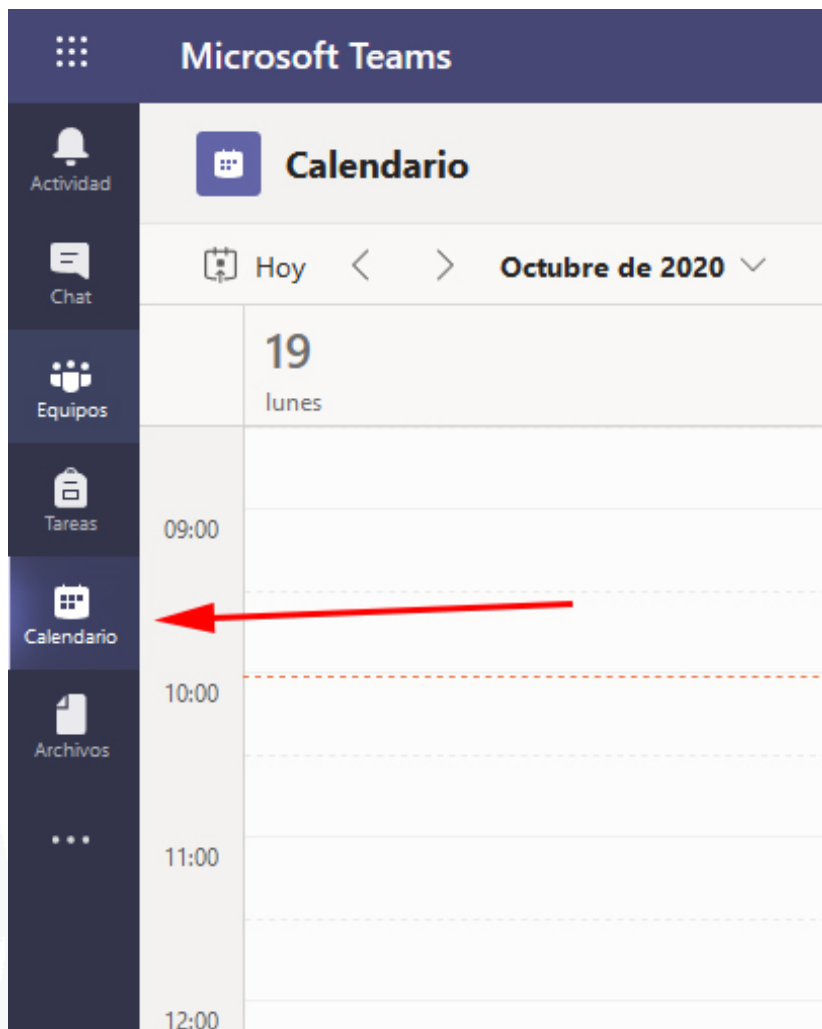 Microsoft Teams
Actividad
Chat
Equipos
Tareas
Calendario
Archivos
Calendario
Hoy
Octubre de 2020
19
lunes
09:00
10:00
11:00
12:00